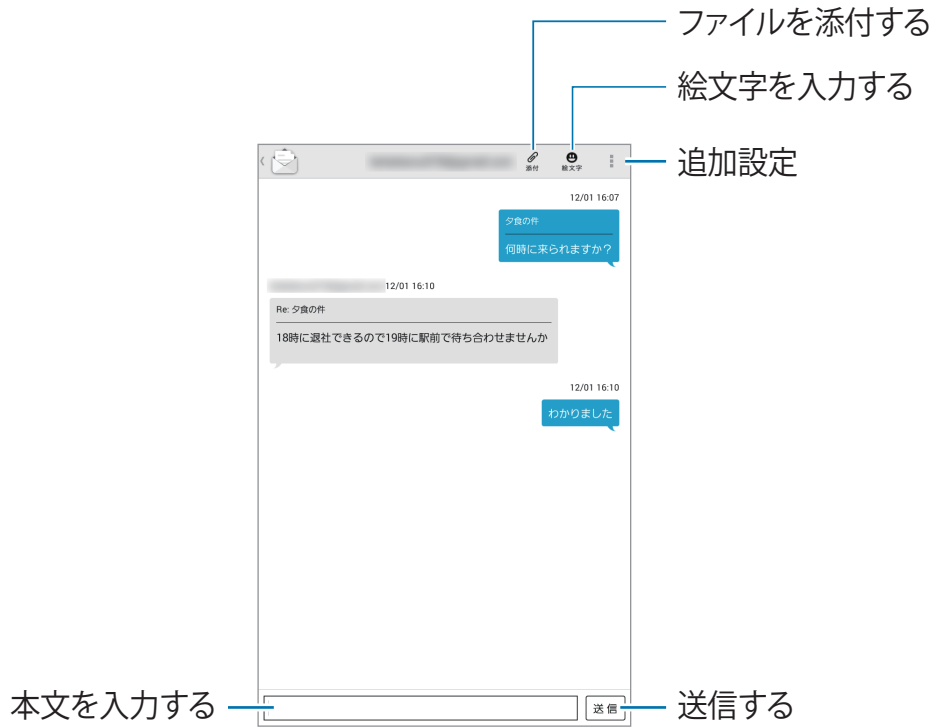 ファイルを添付する
絵文字を入力する
追加設定
添付
絵文字
12/01 16:07
夕食の件
何時に来られますか？
12/01 16:10
Re: 夕食の件
18時に退社できるので19時に駅前で待ち合わせませんか
12/01 16:10
わかりました
本文を入力する
送信
送信する